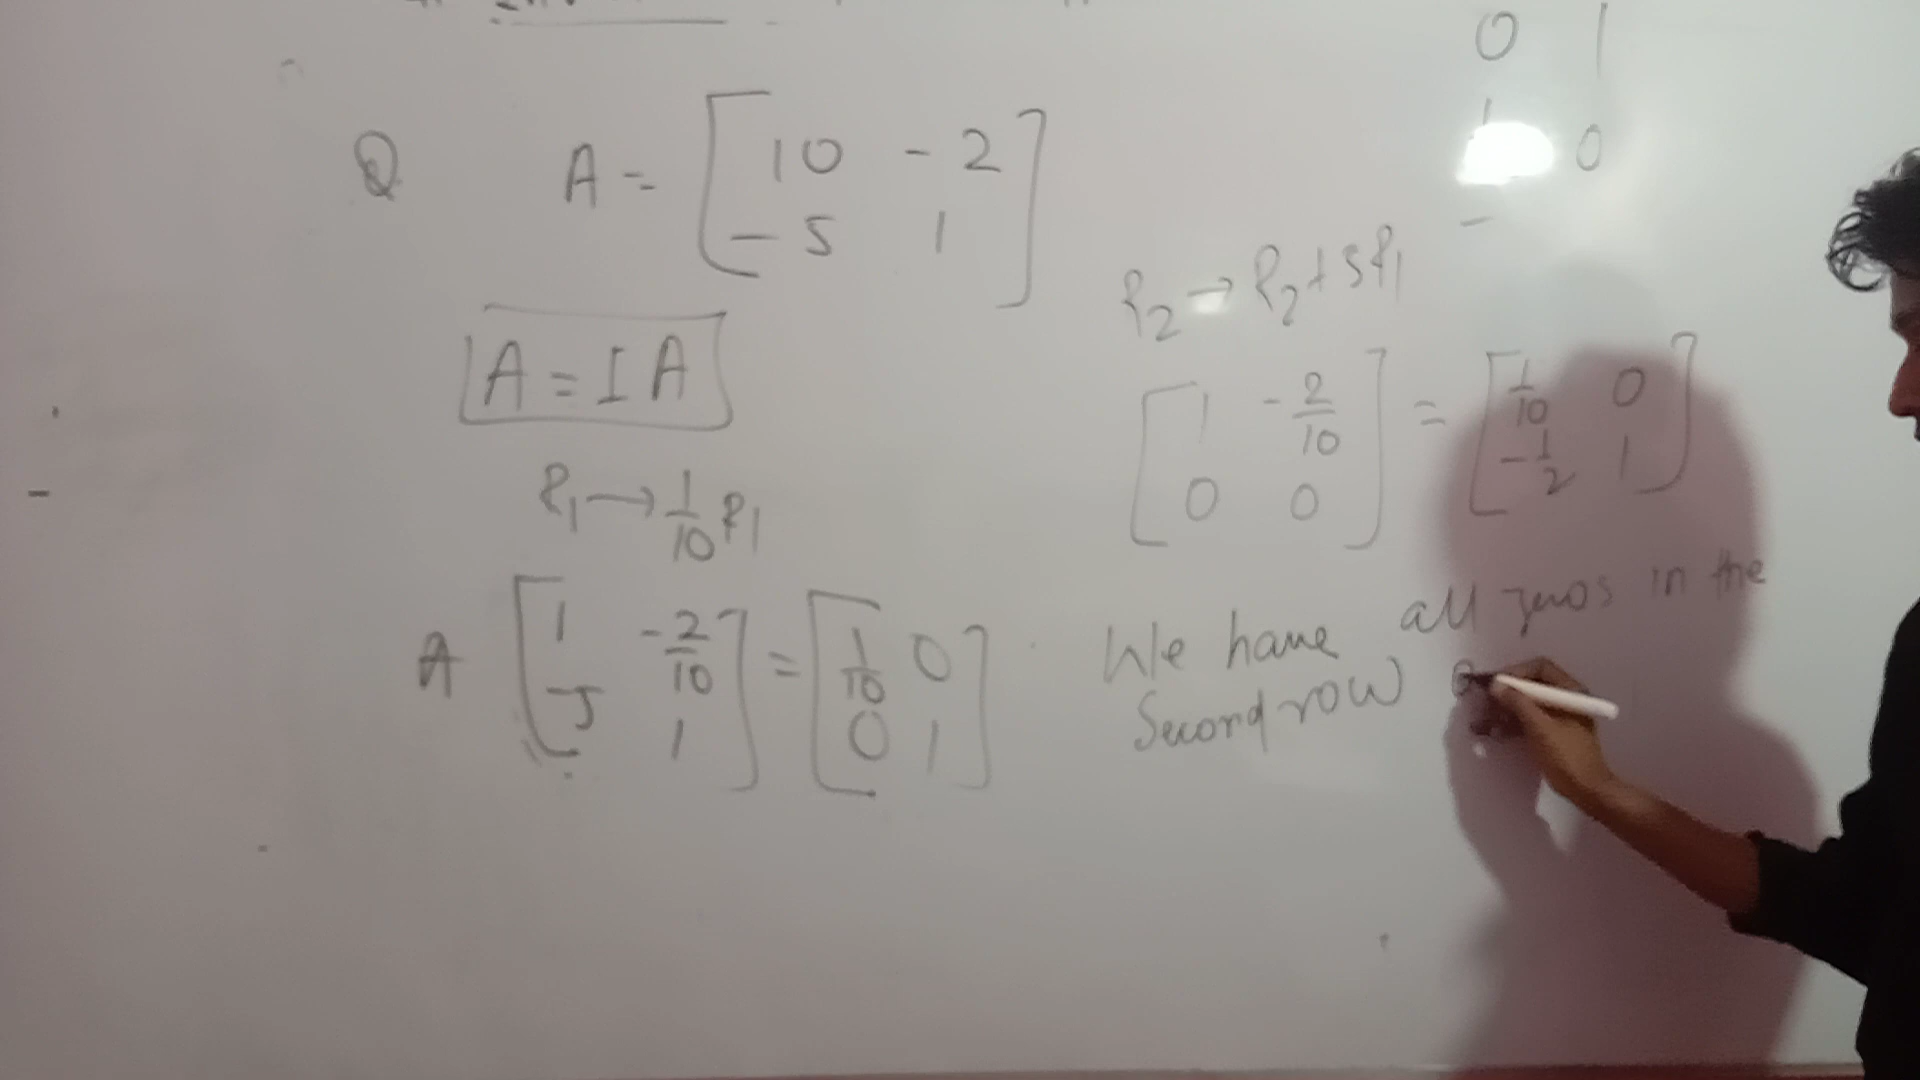 0 1
0
Q A = [ 10 -2
-5 1 ]
A = I A
R1 → 1/10 R1
A [ 1 -2/10
-5 1 ] = [ 1/10 0
0 1 ]
R2 → R2 + 5R1
[ 1 -2/10
0 0 ] = [ 1/10 0
-1/2 1 ]
We have all zeros in the
Second row